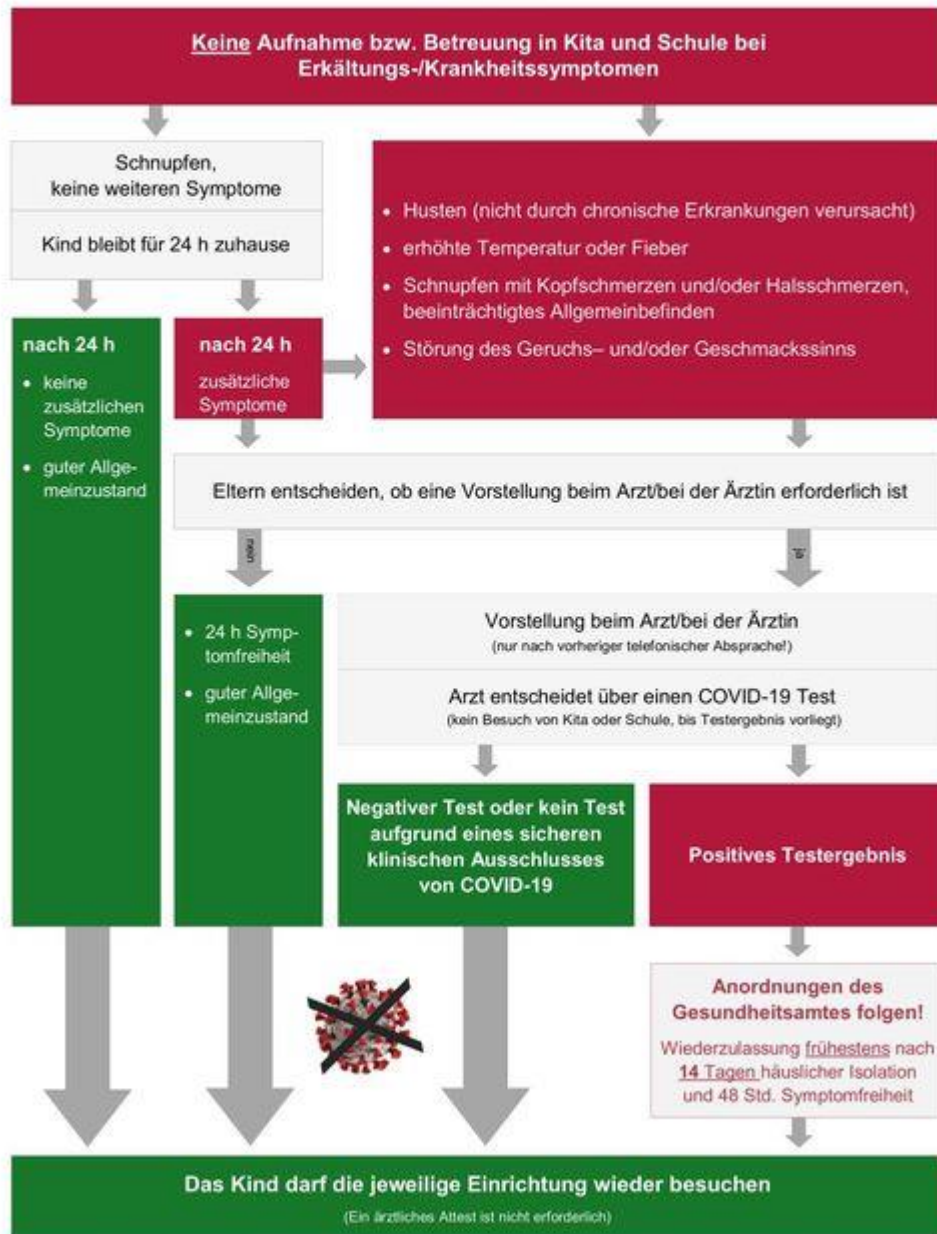 Keine Aufnahme bzw. Betreuung in Kita und Schule bei
Erkältungs-/Krankheitssymptomen
Schnupfen,
keine weiteren Symptome
Kind bleibt für 24 h zuhause
• Husten (nicht durch chronische Erkrankungen verursacht)
• erhöhte Temperatur oder Fieber
• Schnupfen mit Kopfschmerzen und/oder Halsschmerzen,
beeinträchtigtes Allgemeinbefinden
• Störung des Geruchs– und/oder Geschmackssinns
nach 24 h
• keine
zusätzlichen
Symptome
• guter Allge-
meinzustand
nach 24 h
zusätzliche
Symptome
Eltern entscheiden, ob eine Vorstellung beim Arzt/bei der Ärztin erforderlich ist
nein
ja
• 24 h Symp-
tomfreiheit
• guter Allge-
meinzustand
Vorstellung beim Arzt/bei der Ärztin
(nur nach vorheriger telefonischer Absprache!)
Arzt entscheidet über einen COVID-19 Test
(kein Besuch von Kita oder Schule, bis Testergebnis vorliegt)
Negativer Test oder kein Test
aufgrund eines sicheren
klinischen Ausschlusses
von COVID-19
Positives Testergebnis
Anordnungen des
Gesundheitsamtes folgen!
Wiederzulassung frühestens nach
14 Tagen häuslicher Isolation
und 48 Std. Symptomfreiheit
Das Kind darf die jeweilige Einrichtung wieder besuchen
(Ein ärztliches Attest ist nicht erforderlich)